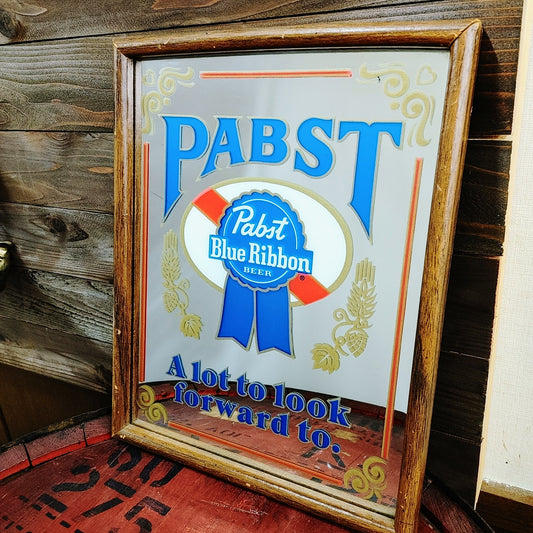 PABST
Pabst
Blue Ribbon
BEER
®
A lot to look
forward to.